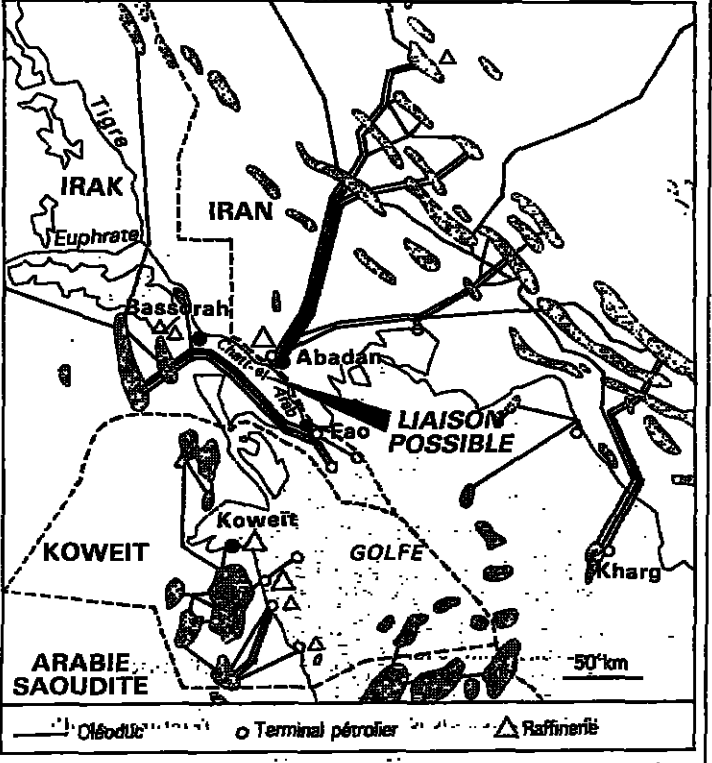 Tigre
IRAK
IRAN
Euphrate
Bassorah
Chatt-el
Arab
Abadan
LIAISON
POSSIBLE
Fao
Koweït
KOWEIT
GOLFE
Kharg
ARABIE
SAOUDITE
50 km
Oléoduc
Terminal pétrolier
Raffinerie